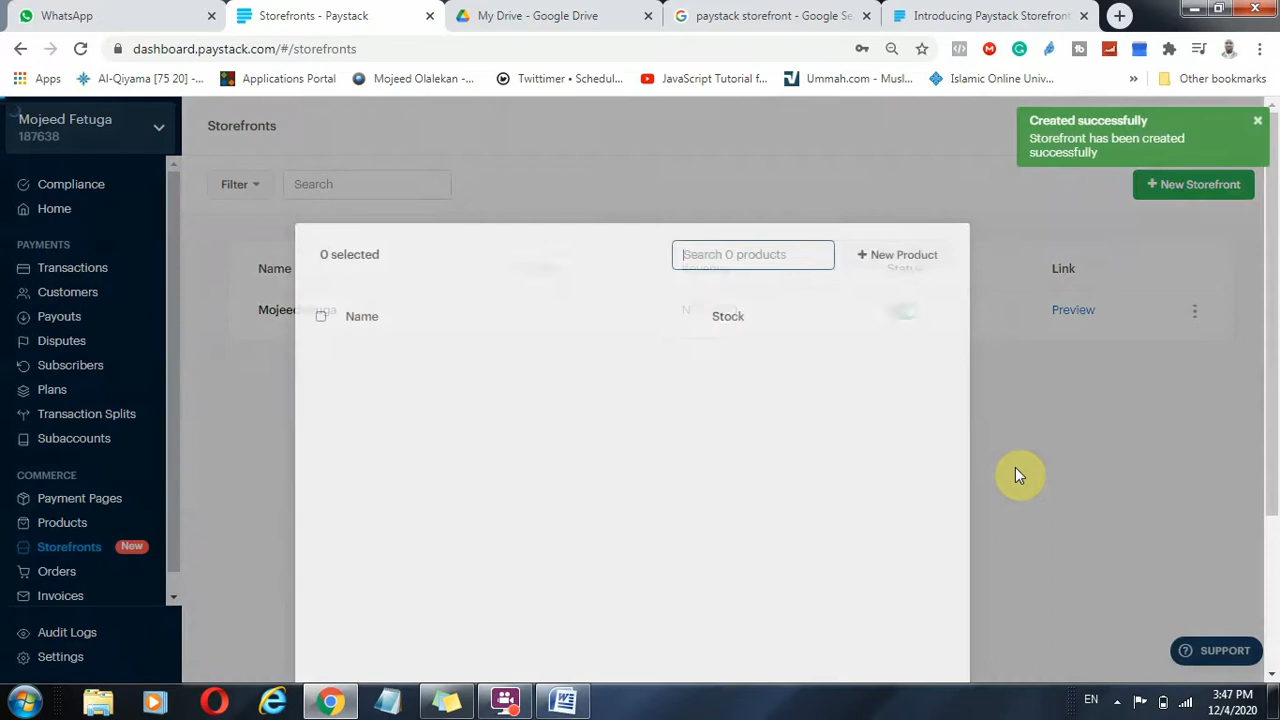 WhatsApp
Storefronts - Paystack
My Drive - Google Drive
paystack storefront - Google Se
Introducing Paystack Storefront
dashboard.paystack.com/#/storefronts
Apps
Al-Qiyama [75 20] -...
Applications Portal
Mojeed Olalekan -...
Twittimer • Schedul...
JavaScript Tutorial f...
Ummah.com - Musl...
Islamic Online Univ...
»
Other bookmarks
Mojeed Fetuga
187638
Storefronts
Created successfully
Storefront has been created
successfully
Filter
Search
+ New Storefront
Compliance
Home
PAYMENTS
Transactions
Customers
Payouts
Disputes
Subscribers
Plans
Transaction Splits
Subaccounts
COMMERCE
Payment Pages
Products
Storefronts New
Orders
Invoices
Audit Logs
Settings
0 selected
Search 0 products
+ New Product
Name
Link
Name
Stock
Preview
SUPPORT
EN
3:47 PM
12/4/2020